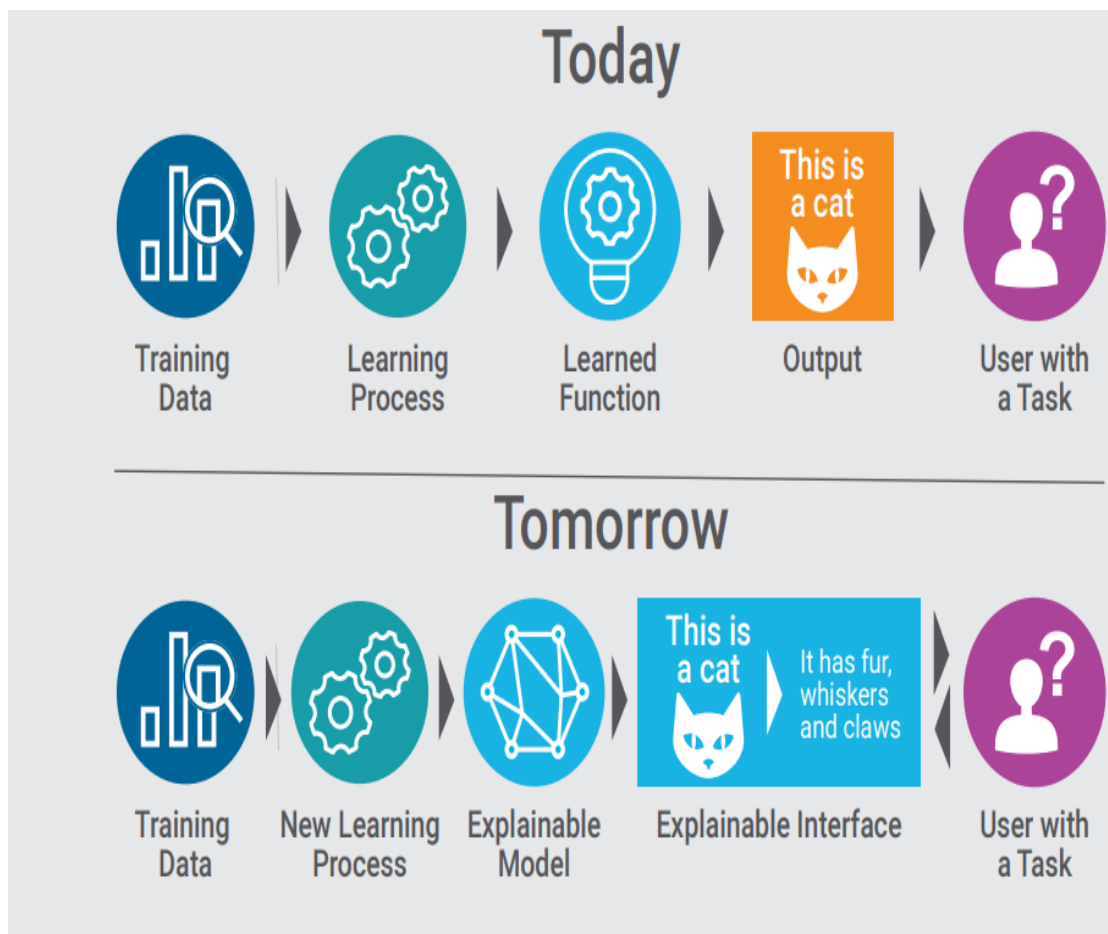 Today
This is
a cat
?
Training
Data
Learning
Process
Learned
Function
Output
User with
a Task
Tomorrow
This is
a cat
It has fur,
whiskers
and claws
?
Training
Data
New Learning
Process
Explainable
Model
Explainable Interface
User with
a Task